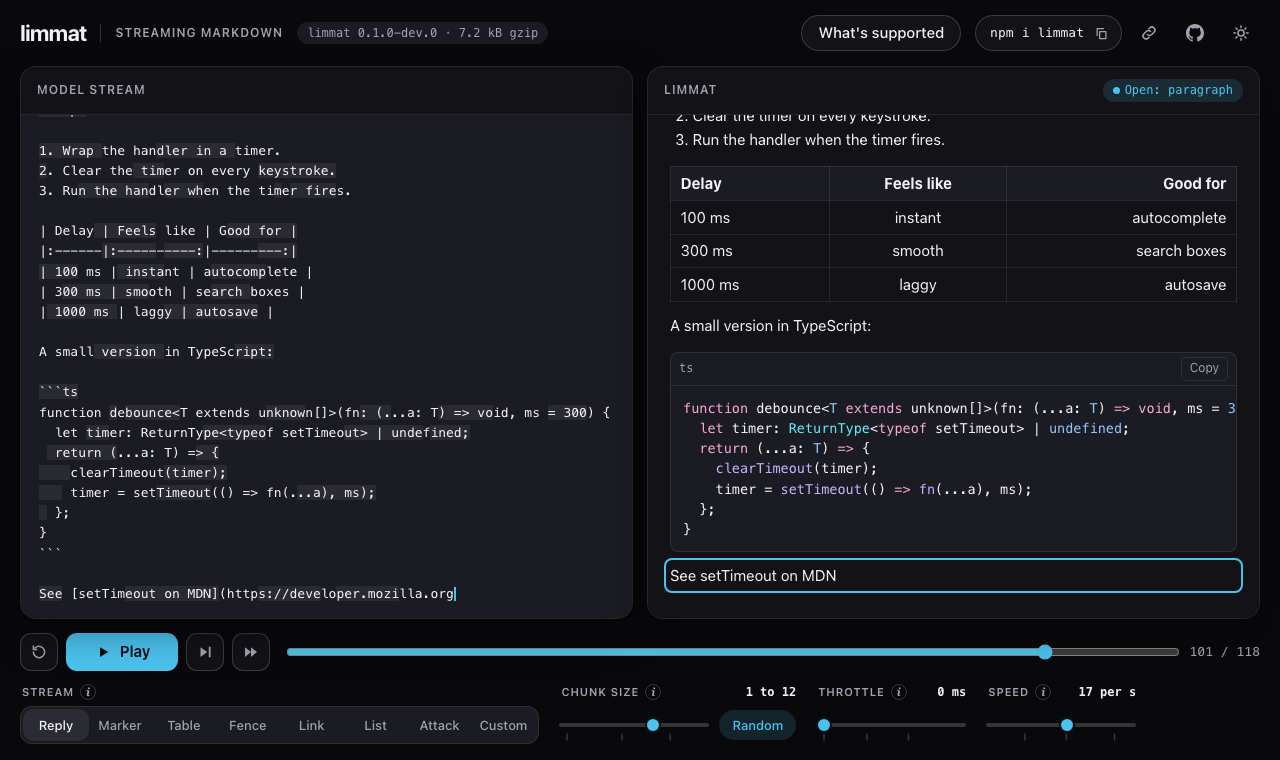 limmat
STREAMING MARKDOWN
limmat 0.1.0-dev.0 · 7.2 kB gzip
What's supported
npm i limmat
MODEL STREAM
1. Wrap the handler in a timer.
2. Clear the timer on every keystroke.
3. Run the handler when the timer fires.
| Delay | Feels like | Good for |
|:------|:----------:|---------:|
| 100 ms | instant | autocomplete |
| 300 ms | smooth | search boxes |
| 1000 ms | laggy | autosave |
A small version in TypeScript:
```ts
function debounce<T extends unknown[]>(fn: (...a: T) => void, ms = 300) {
  let timer: ReturnType<typeof setTimeout> | undefined;
  return (...a: T) => {
    clearTimeout(timer);
    timer = setTimeout(() => fn(...a), ms);
  };
}
```
See [setTimeout on MDN](https://developer.mozilla.org
LIMMAT
Open: paragraph
2. Clear the timer on every keystroke.
3. Run the handler when the timer fires.
Delay Feels like Good for
100 ms instant autocomplete
300 ms smooth search boxes
1000 ms laggy autosave
A small version in TypeScript:
ts
Copy
function debounce<T extends unknown[]>(fn: (...a: T) => void, ms = 3
  let timer: ReturnType<typeof setTimeout> | undefined;
  return (...a: T) => {
    clearTimeout(timer);
    timer = setTimeout(() => fn(...a), ms);
  };
}
See setTimeout on MDN
Play
101 / 118
STREAM i
CHUNK SIZE i 1 to 12
THROTTLE i 0 ms
SPEED i 17 per s
Reply Marker Table Fence Link List Attack Custom
Random